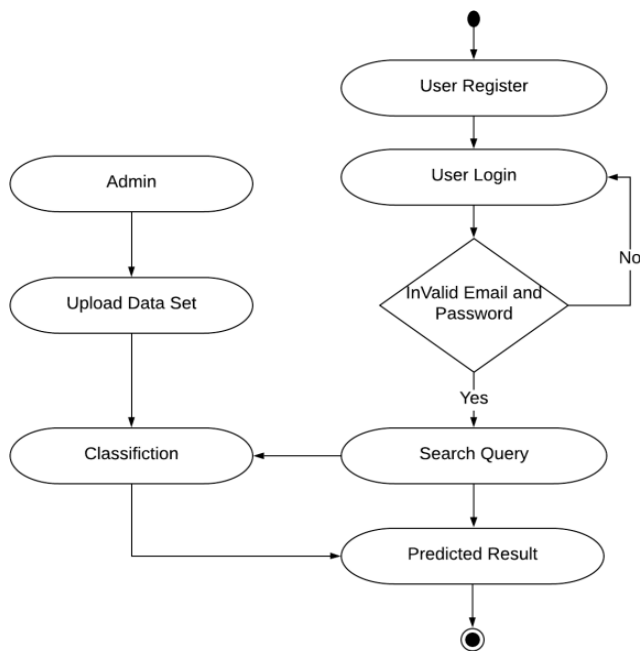 User Register
User Login
Admin
No
InValid Email and
Password
Upload Data Set
Yes
Classifiction
Search Query
Predicted Result